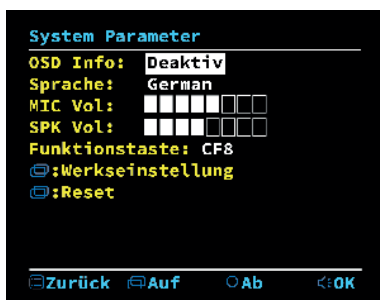 System Parameter
OSD Info: Deaktiv
Sprache: German
MIC Vol:
SPK Vol:
Funktionstaste: CF8
:Werkseinstellung
:Reset
Zurück Auf Ab OK